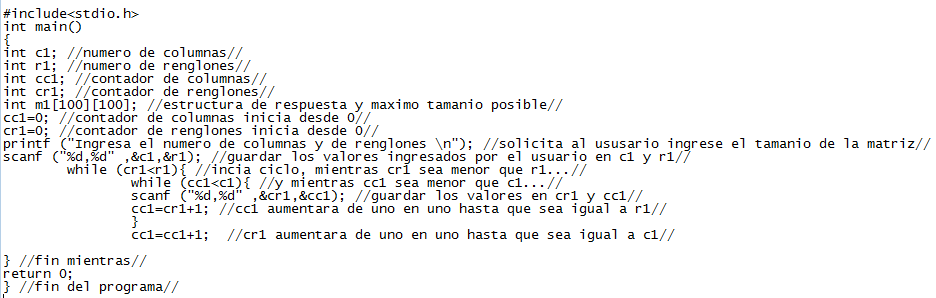 #include<stdio.h>
int main()
{
int c1; //numero de columnas//
int r1; //numero de renglones//
int cc1; //contador de columnas//
int cr1; //contador de renglones//
int m1[100][100]; //estructura de respuesta y maximo tamanio posible//
cc1=0; //contador de columnas inicia desde 0//
cr1=0; //contador de renglones inicia desde 0//
printf ("Ingresa el numero de columnas y de renglones \n"); //solicita al ususario ingrese el tamanio de la matriz//
scanf ("%d,%d" ,&c1,&r1); //guardar los valores ingresados por el usuario en c1 y r1//
while (cr1<r1){ //incia ciclo, mientras cr1 sea menor que r1...//
while (cc1<c1){ //y mientras cc1 sea menor que c1...//
scanf ("%d,%d" ,&cr1,&cc1); //guardar los valores en cr1 y cc1//
cc1=cr1+1; //cc1 aumentara de uno en uno hasta que sea igual a r1//
}
cc1=cc1+1; //cr1 aumentara de uno en uno hasta que sea igual a c1//
} //fin mientras//
return 0;
} //fin del programa//